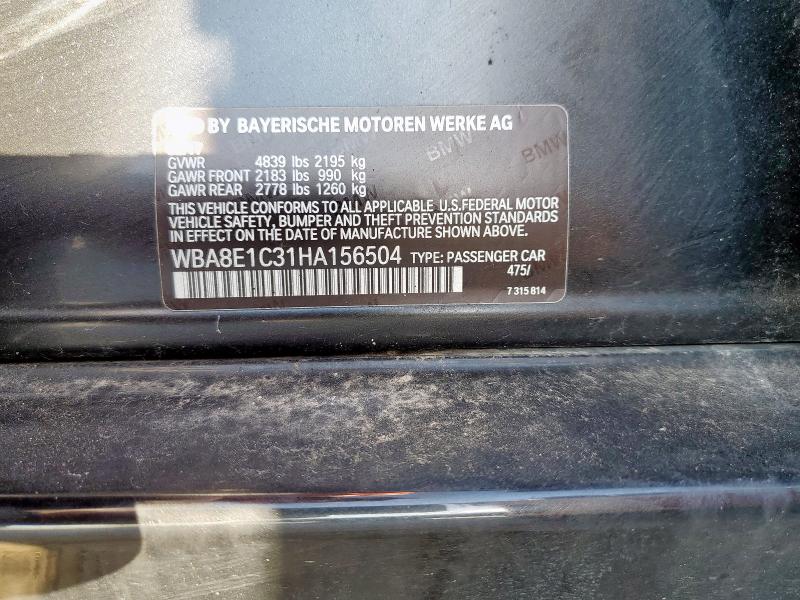 BY BAYERISCHE MOTOREN WERKE AG
GVWR 4839 lbs 2195 kg
GAWR FRONT 2183 lbs 990 kg
GAWR REAR 2778 lbs 1260 kg
THIS VEHICLE CONFORMS TO ALL APPLICABLE U.S.FEDERAL MOTOR
VEHICLE SAFETY, BUMPER AND THEFT PREVENTION STANDARDS
IN EFFECT ON THE DATE OF MANUFACTURE SHOWN ABOVE.
WBA8E1C31HA156504 TYPE: PASSENGER CAR
475/
7 315 814
BMW
BMW